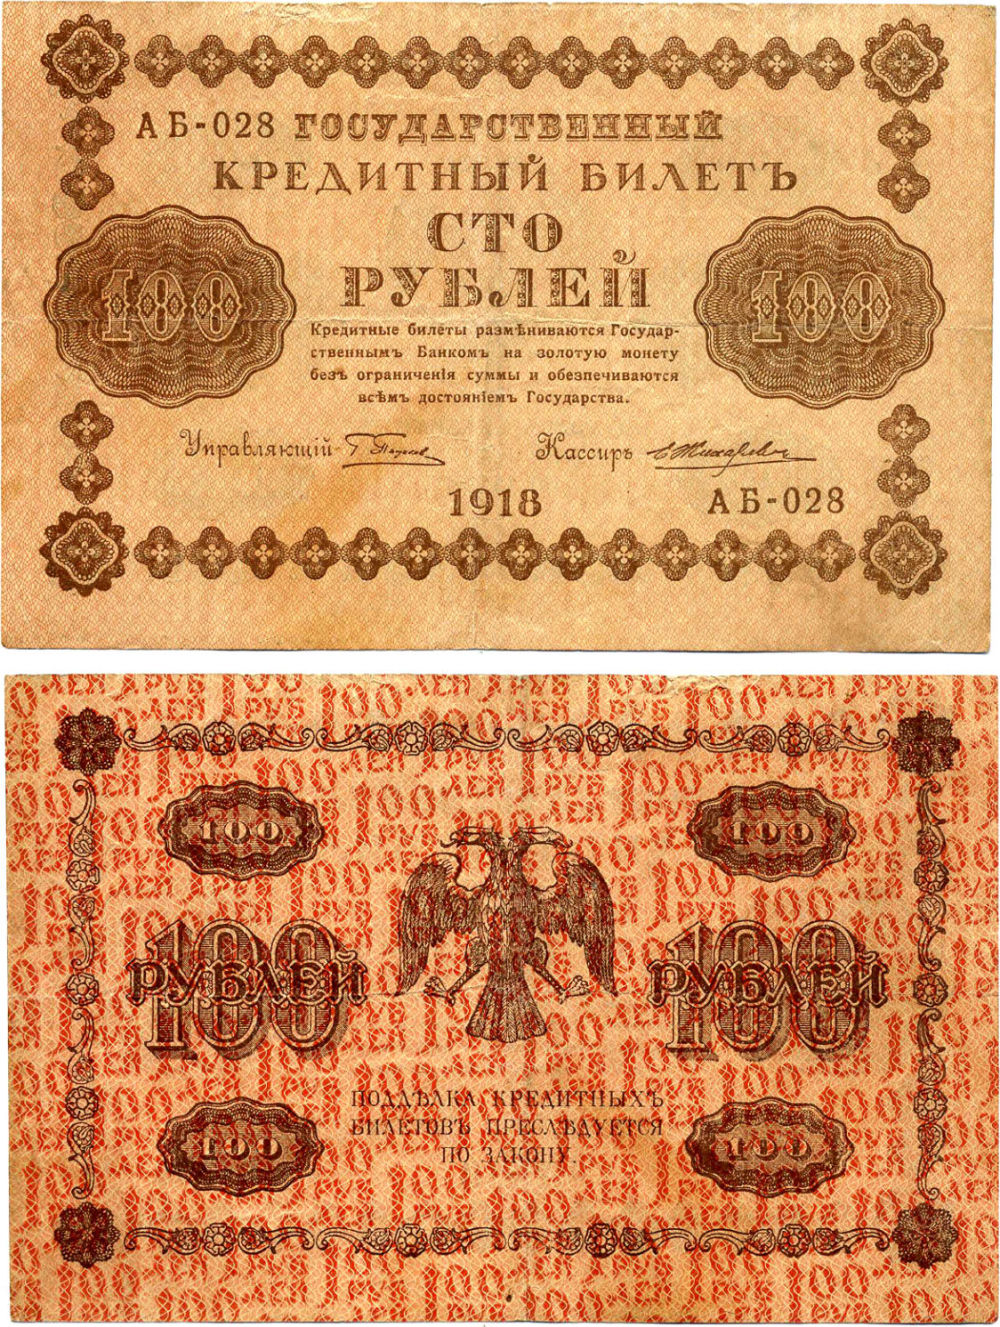 АБ-028 ГОСУДАРСТВЕННЫЙ
КРЕДИТНЫЙ БИЛЕТЪ
СТО
РУБЛЕЙ
100 100
Кредитные билеты размѣниваются Государ-
ственнымъ Банкомъ на золотую монету
безъ ограниченія суммы и обезпечиваются
всѣмъ достояніемъ Государства.
Управляющій Кассиръ
1918 АБ-028
100 100
100 100
РУБЛЕЙ РУБЛЕЙ
ПОДДѢЛКА КРЕДИТНЫХЪ
БИЛЕТОВЪ ПРЕСЛѢДУЕТСЯ
ПО ЗАКОНУ.
100 100